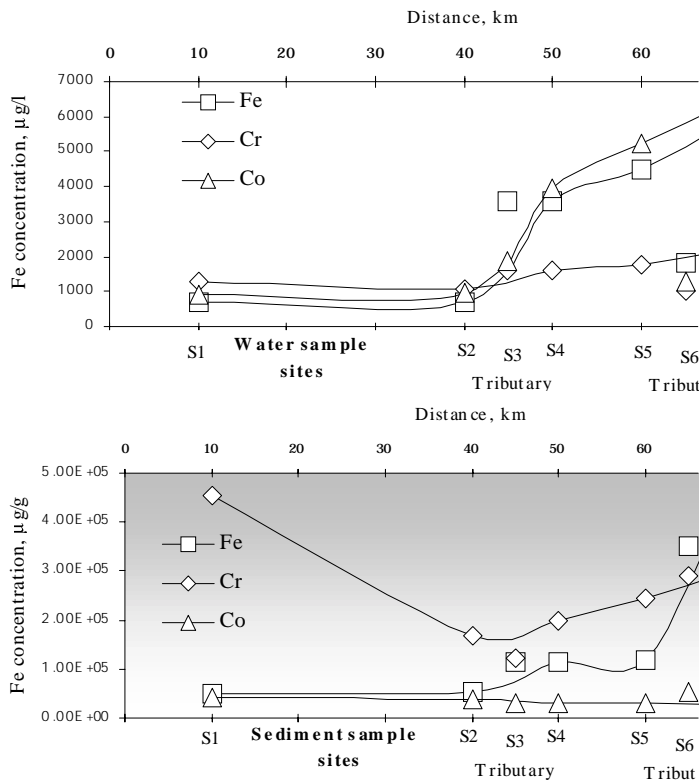 Distance, km
0 10 20 30 40 50 60
7000
6000
5000
4000
3000
2000
1000
0
Fe concentration, µg/l
Fe
Cr
Co
S1 Water sample sites S2 S3 S4 S5 S6
Tributary Tribut
Distance, km
0 10 20 30 40 50 60
5.00E+05
4.00E+05
3.00E+05
2.00E+05
1.00E+05
0.00E+00
Fe concentration, µg/g
Fe
Cr
Co
S1 Sediment sample sites S2 S3 S4 S5 S6
Tributary Tribut